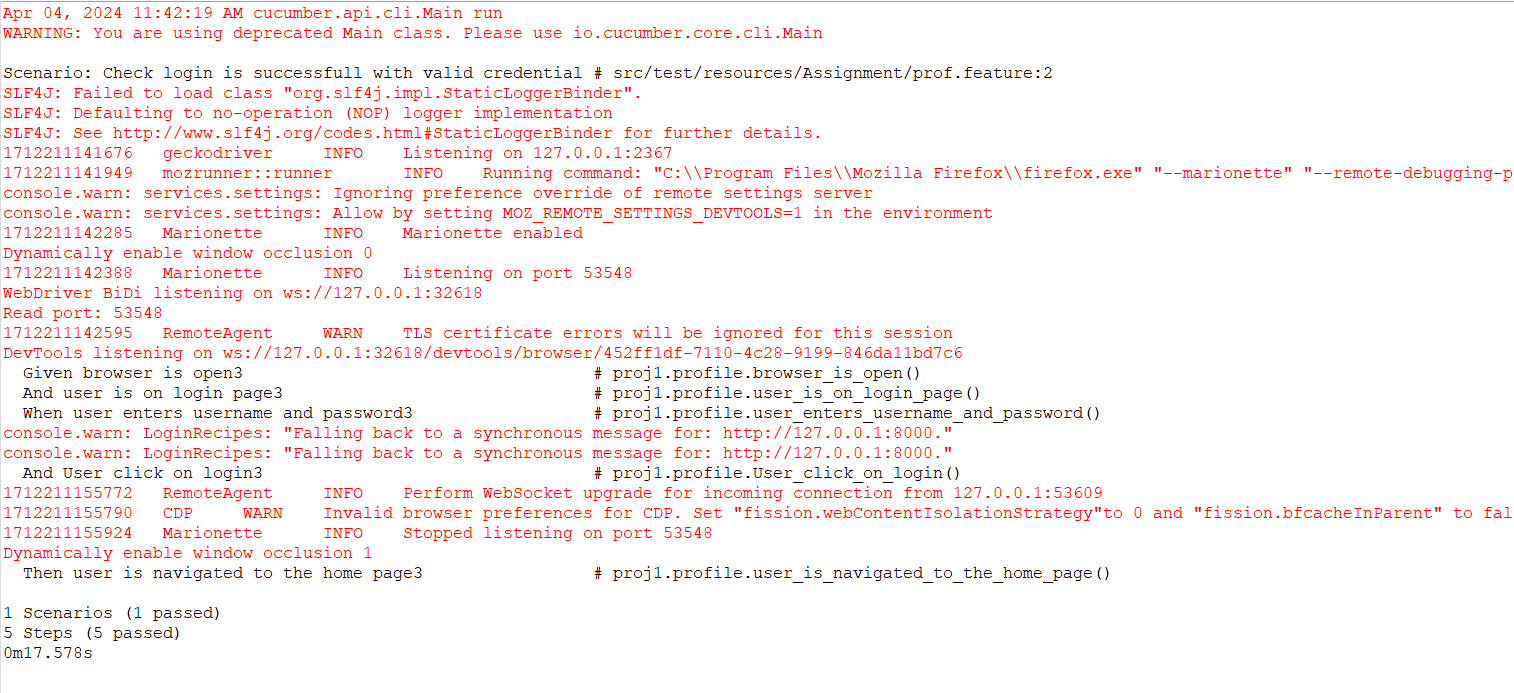 Apr 04, 2024 11:42:19 AM cucumber.api.cli.Main run
WARNING: You are using deprecated Main class. Please use io.cucumber.core.cli.Main
Scenario: Check login is successfull with valid credential # src/test/resources/Assignment/prof.feature:2
SLF4J: Failed to load class "org.slf4j.impl.StaticLoggerBinder".
SLF4J: Defaulting to no-operation (NOP) logger implementation
SLF4J: See http://www.slf4j.org/codes.html#StaticLoggerBinder for further details.
1712211141676 geckodriver INFO Listening on 127.0.0.1:2367
1712211141949 mozrunner::runner INFO Running command: "C:\\Program Files\\Mozilla Firefox\\firefox.exe" "--marionette" "--remote-debugging-p
console.warn: services.settings: Ignoring preference override of remote settings server
console.warn: services.settings: Allow by setting MOZ_REMOTE_SETTINGS_DEVTOOLS=1 in the environment
1712211142285 Marionette INFO Marionette enabled
Dynamically enable window occlusion 0
1712211142388 Marionette INFO Listening on port 53548
WebDriver BiDi listening on ws://127.0.0.1:32618
Read port: 53548
1712211142595 RemoteAgent WARN TLS certificate errors will be ignored for this session
DevTools listening on ws://127.0.0.1:32618/devtools/browser/452ff1df-7110-4c28-9199-846da11bd7c6
Given browser is open3 # proj1.profile.browser_is_open()
And user is on login page3 # proj1.profile.user_is_on_login_page()
When user enters username and password3 # proj1.profile.user_enters_username_and_password()
console.warn: LoginRecipes: "Falling back to a synchronous message for: http://127.0.0.1:8000."
console.warn: LoginRecipes: "Falling back to a synchronous message for: http://127.0.0.1:8000."
And User click on login3 # proj1.profile.User_click_on_login()
1712211155772 RemoteAgent INFO Perform WebSocket upgrade for incoming connection from 127.0.0.1:53609
1712211155790 CDP WARN Invalid browser preferences for CDP. Set "fission.webContentIsolationStrategy"to 0 and "fission.bfcacheInParent" to fal
1712211155924 Marionette INFO Stopped listening on port 53548
Dynamically enable window occlusion 1
Then user is navigated to the home page3 # proj1.profile.user_is_navigated_to_the_home_page()
1 Scenarios (1 passed)
5 Steps (5 passed)
0m17.578s